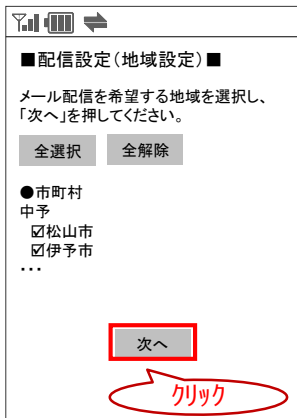 ■配信設定(地域設定)■
メール配信を希望する地域を選択し、
「次へ」を押してください。
全選択 全解除
●市町村
中予
☑松山市
☑伊予市
・・・
次へ
クリック